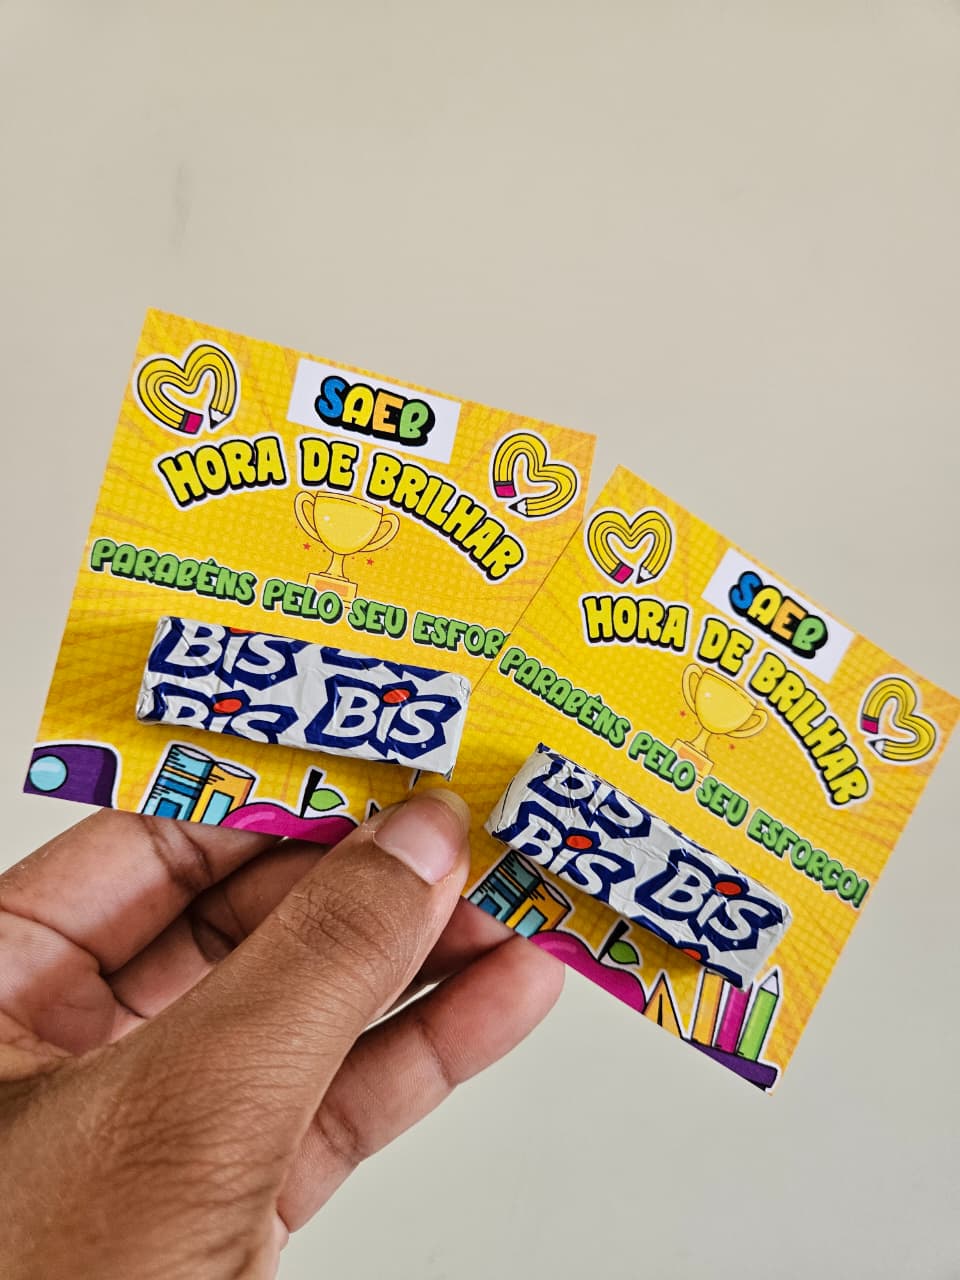 SAEB
HORA DE BRILHAR
PARABÉNS PELO SEU ESFOR
BiS
BiS
BiS
SAEB
HORA DE BRILHAR
PARABÉNS PELO SEU ESFORÇO!
BiS
BiS
BiS